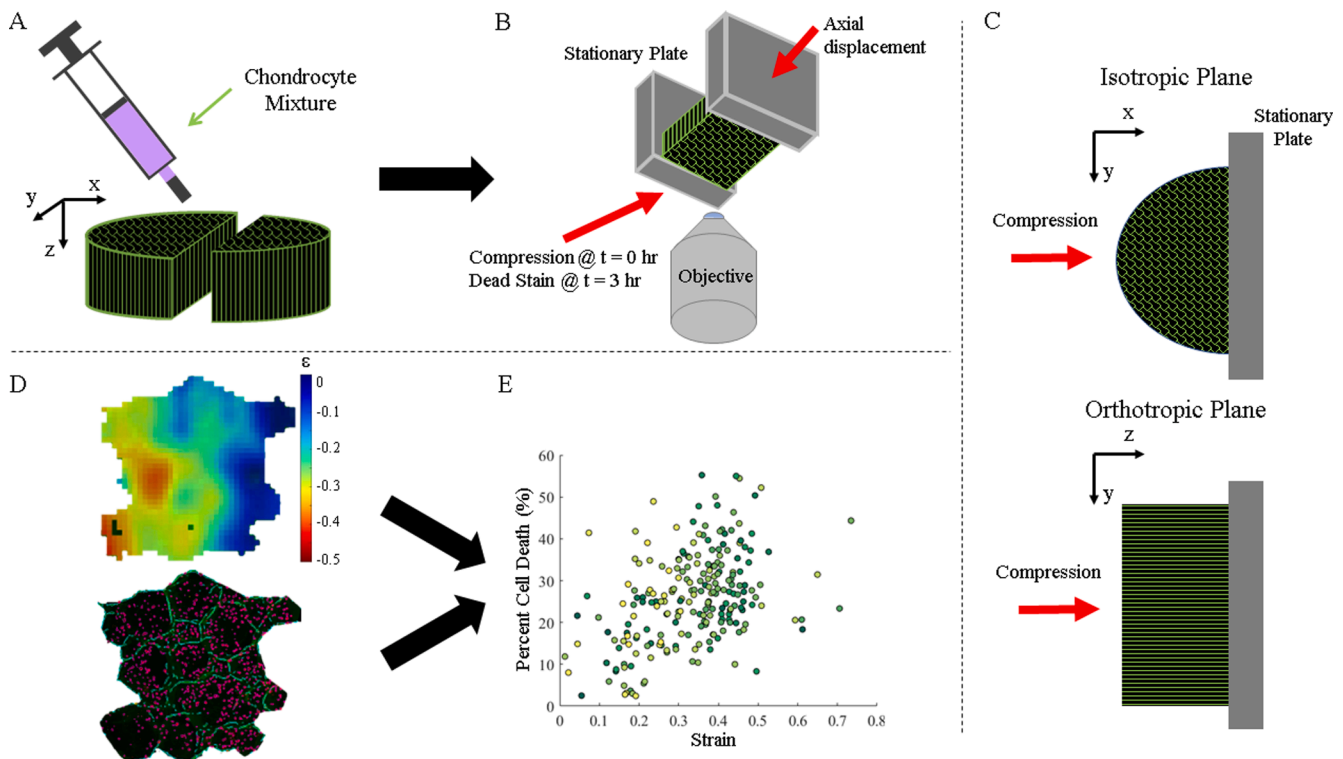 A
Chondrocyte
Mixture
x
y
z
B
Axial
displacement
Stationary Plate
Compression @ t = 0 hr
Dead Stain @ t = 3 hr
Objective
C
Isotropic Plane
x
y
Stationary
Plate
Compression
Orthotropic Plane
z
y
Compression
D
ε
0
-0.1
-0.2
-0.3
-0.4
-0.5
E
Percent Cell Death (%)
60
50
40
30
20
10
0
0 0.1 0.2 0.3 0.4 0.5 0.6 0.7 0.8
Strain